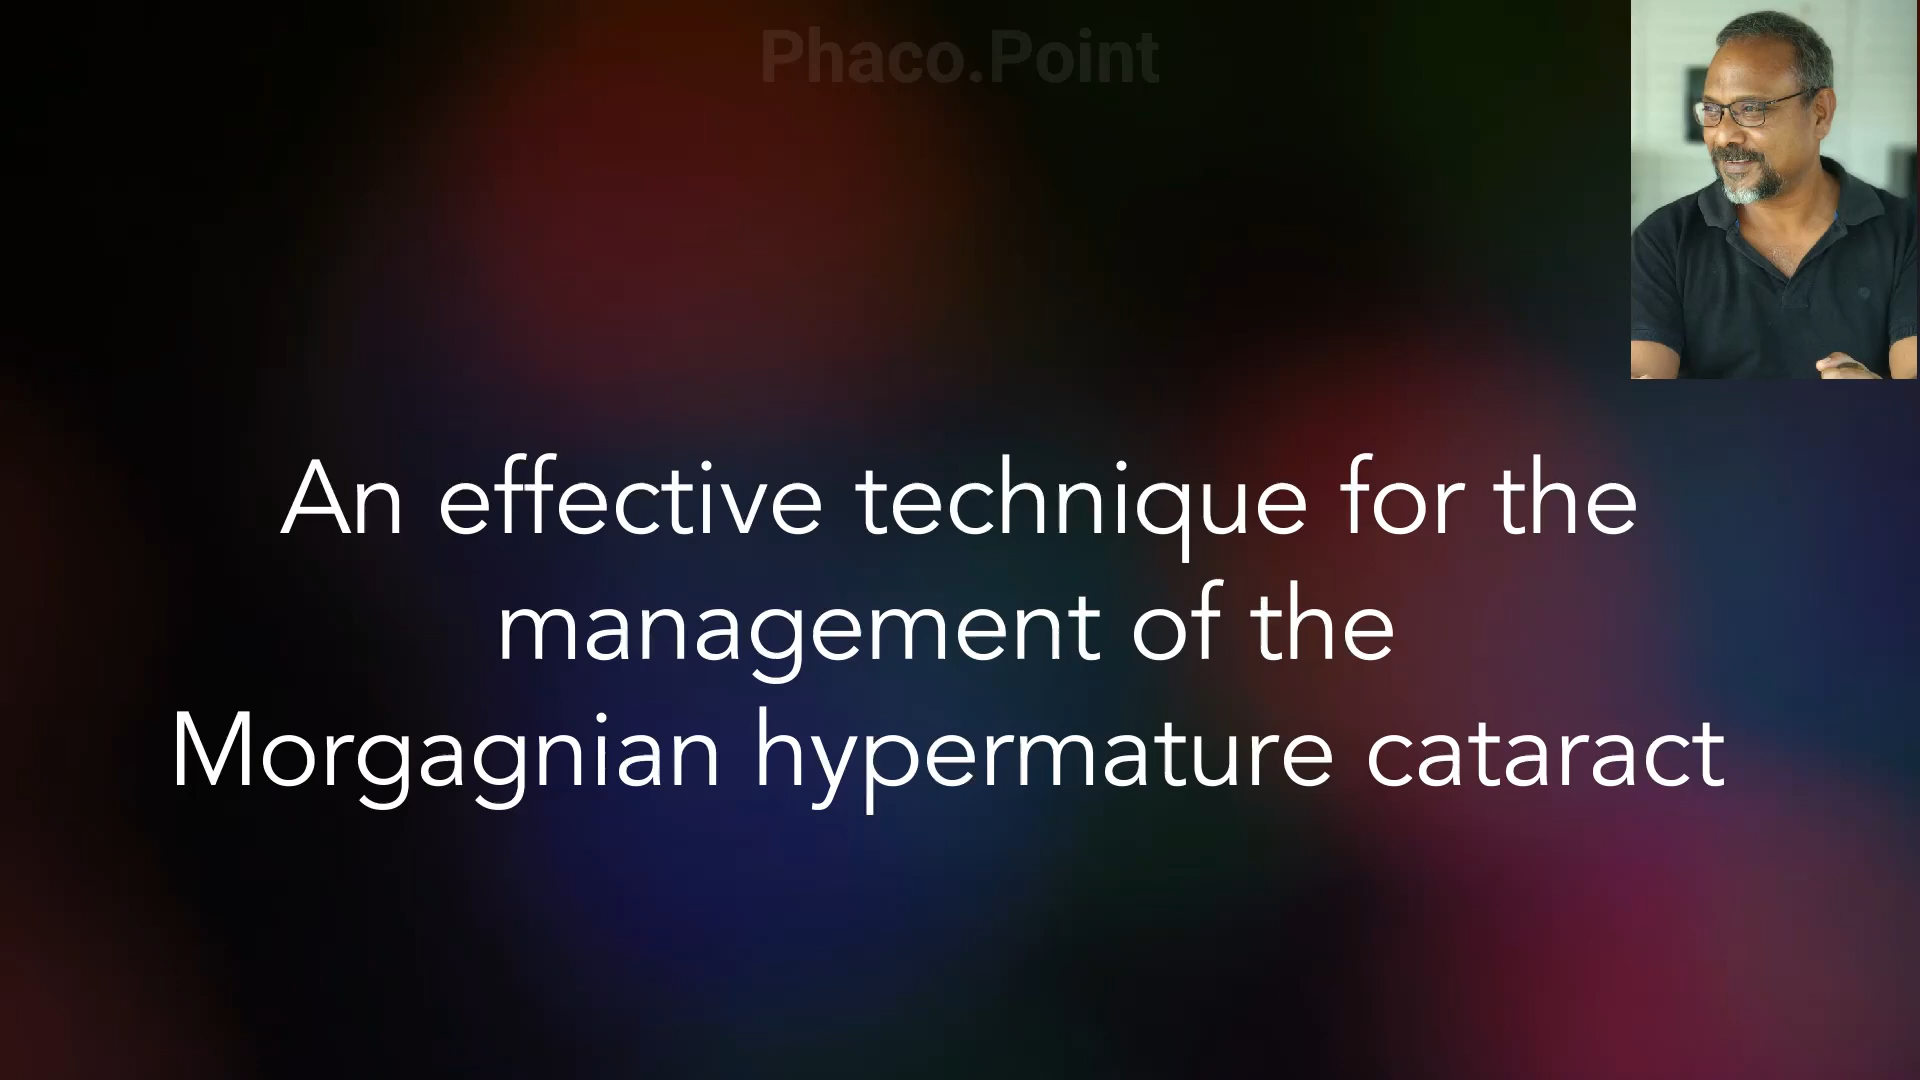 Phaco.Point
An effective technique for the
management of the
Morgagnian hypermature cataract